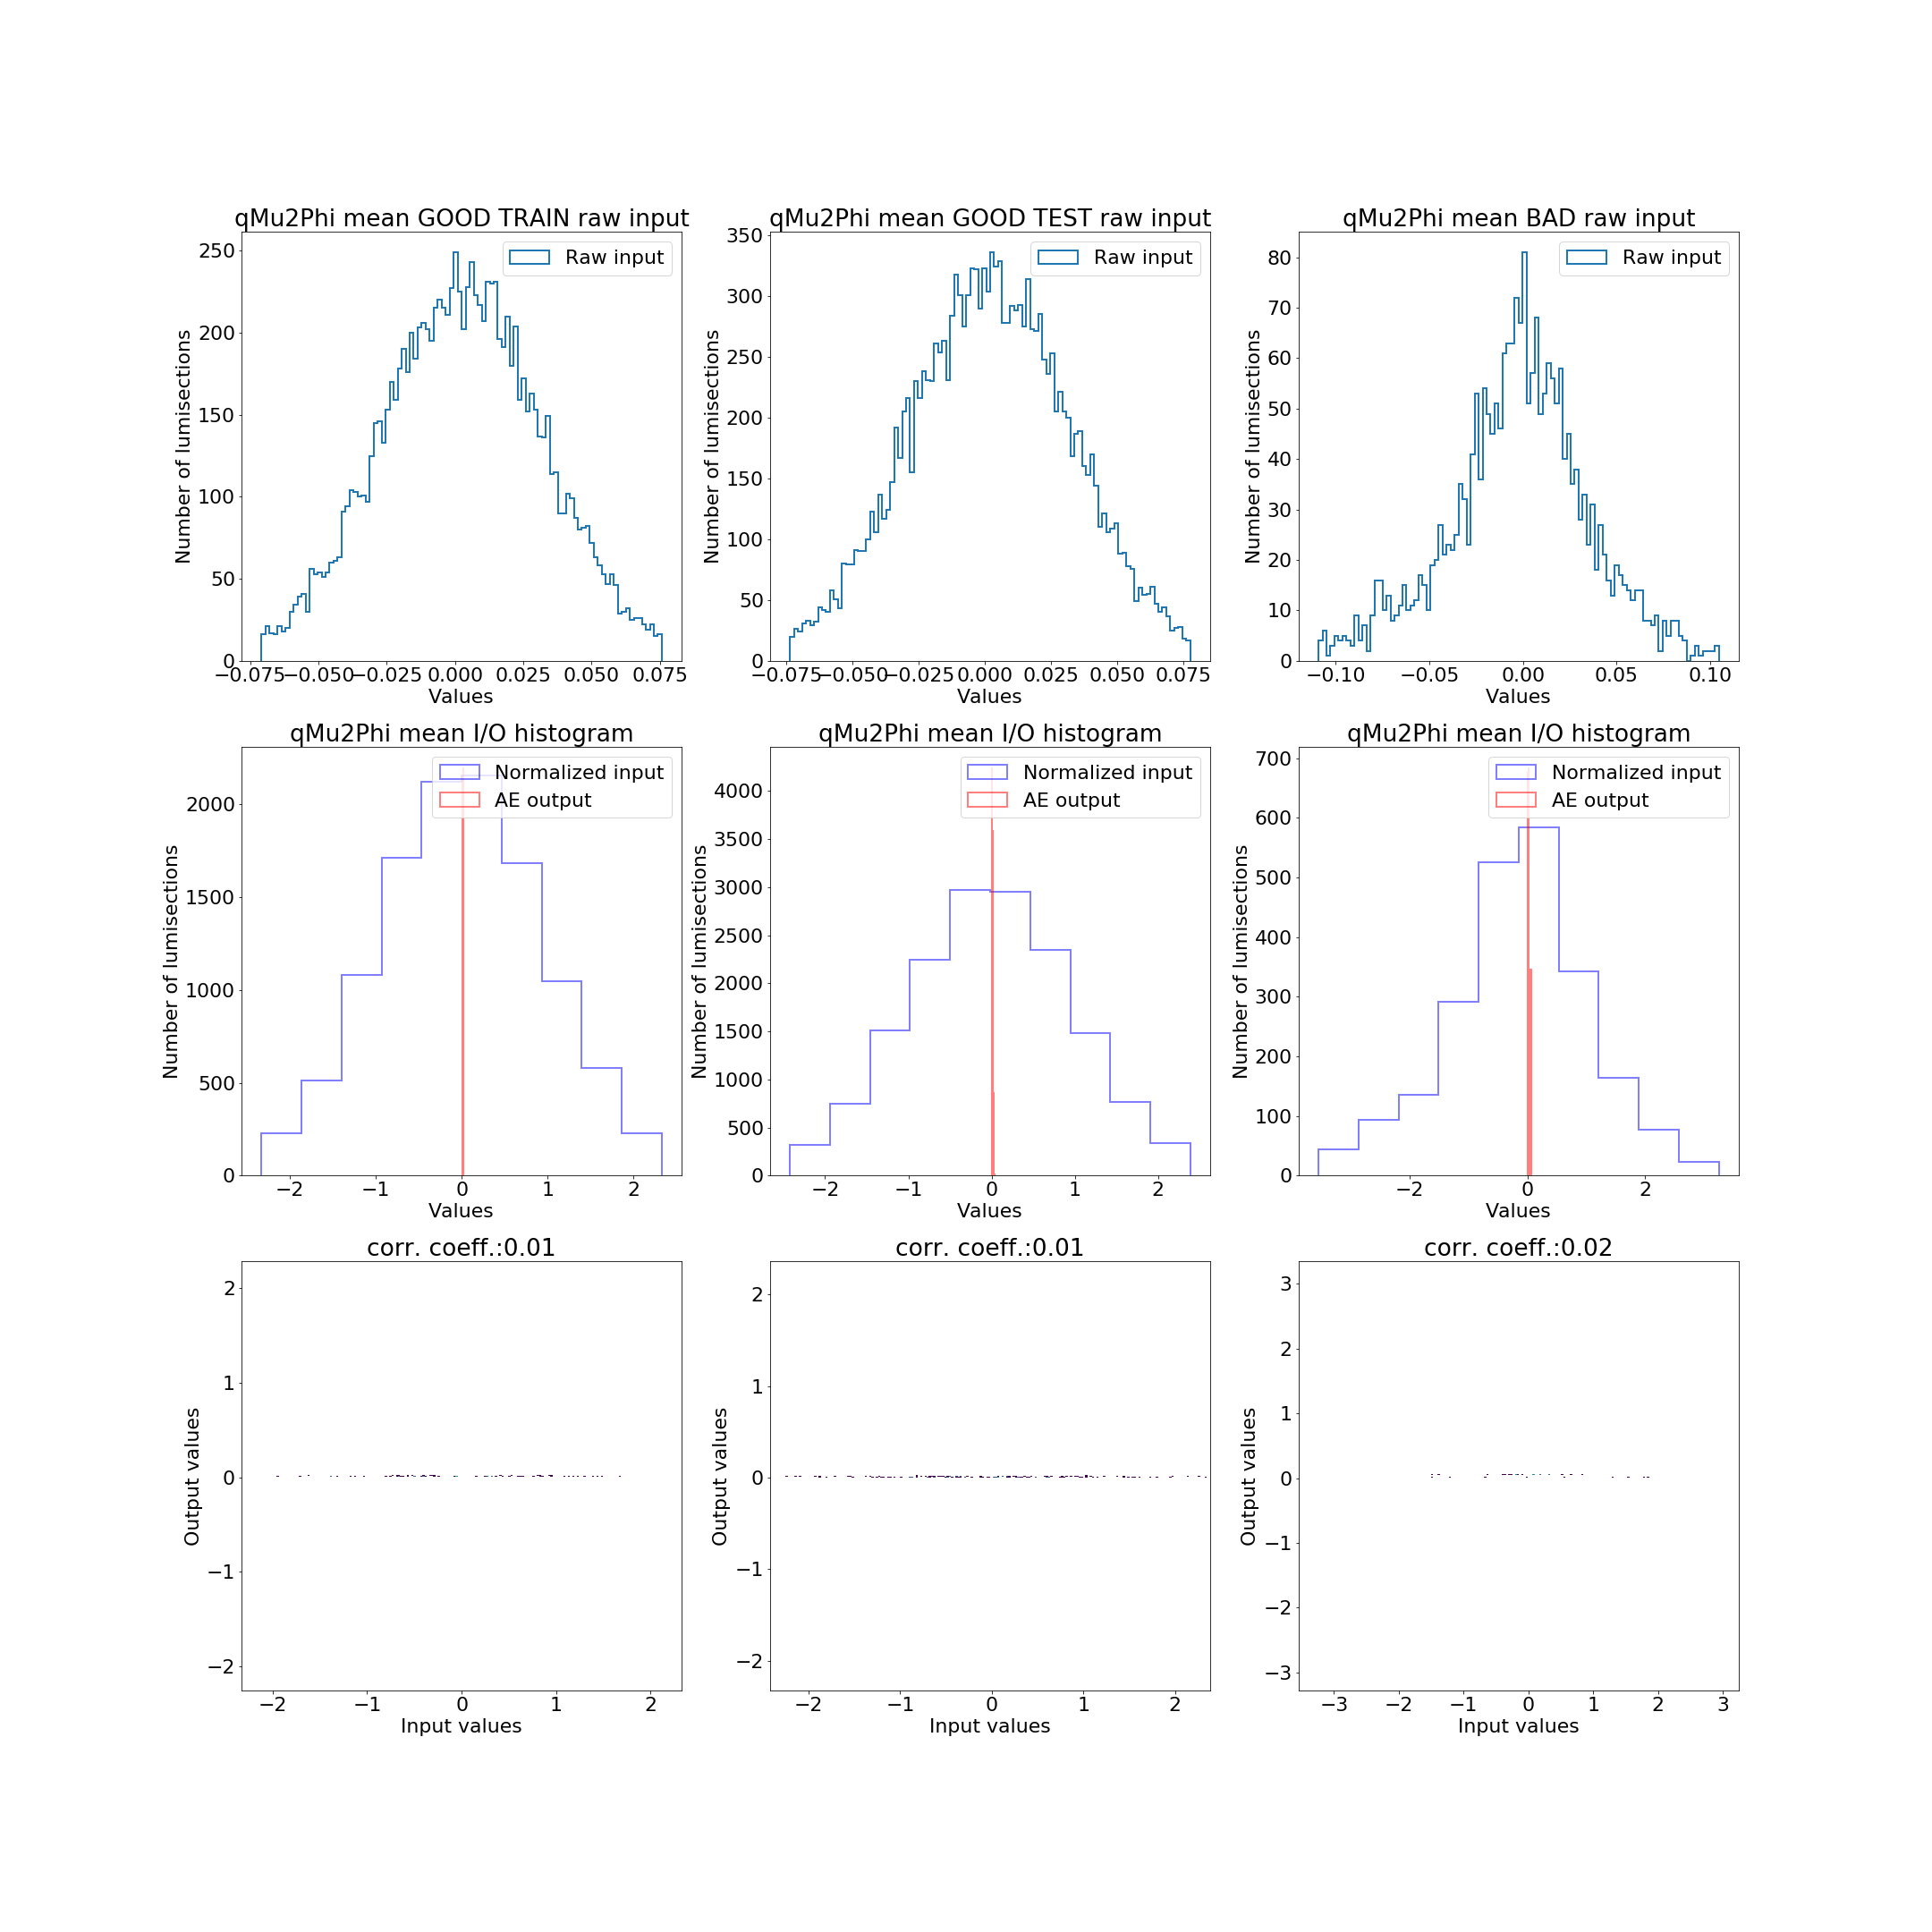 qMu2Phi mean GOOD TRAIN raw input
Raw input
Number of lumisections
250
200
150
100
50
0
−0.075 −0.050 −0.025 0.000 0.025 0.050 0.075
Values
qMu2Phi mean GOOD TEST raw input
Raw input
Number of lumisections
350
300
250
200
150
100
50
0
−0.075 −0.050 −0.025 0.000 0.025 0.050 0.075
Values
qMu2Phi mean BAD raw input
Raw input
Number of lumisections
80
70
60
50
40
30
20
10
0
−0.10 −0.05 0.00 0.05 0.10
Values
qMu2Phi mean I/O histogram
Normalized input
AE output
Number of lumisections
2000
1500
1000
500
0
−2 −1 0 1 2
Values
qMu2Phi mean I/O histogram
Normalized input
AE output
Number of lumisections
4000
3500
3000
2500
2000
1500
1000
500
0
−2 −1 0 1 2
Values
qMu2Phi mean I/O histogram
Normalized input
AE output
Number of lumisections
700
600
500
400
300
200
100
0
−2 0 2
Values
corr. coeff.:0.01
Output values
2
1
0
−1
−2
−2 −1 0 1 2
Input values
corr. coeff.:0.01
Output values
2
1
0
−1
−2
−2 −1 0 1 2
Input values
corr. coeff.:0.02
Output values
3
2
1
0
−1
−2
−3
−3 −2 −1 0 1 2 3
Input values